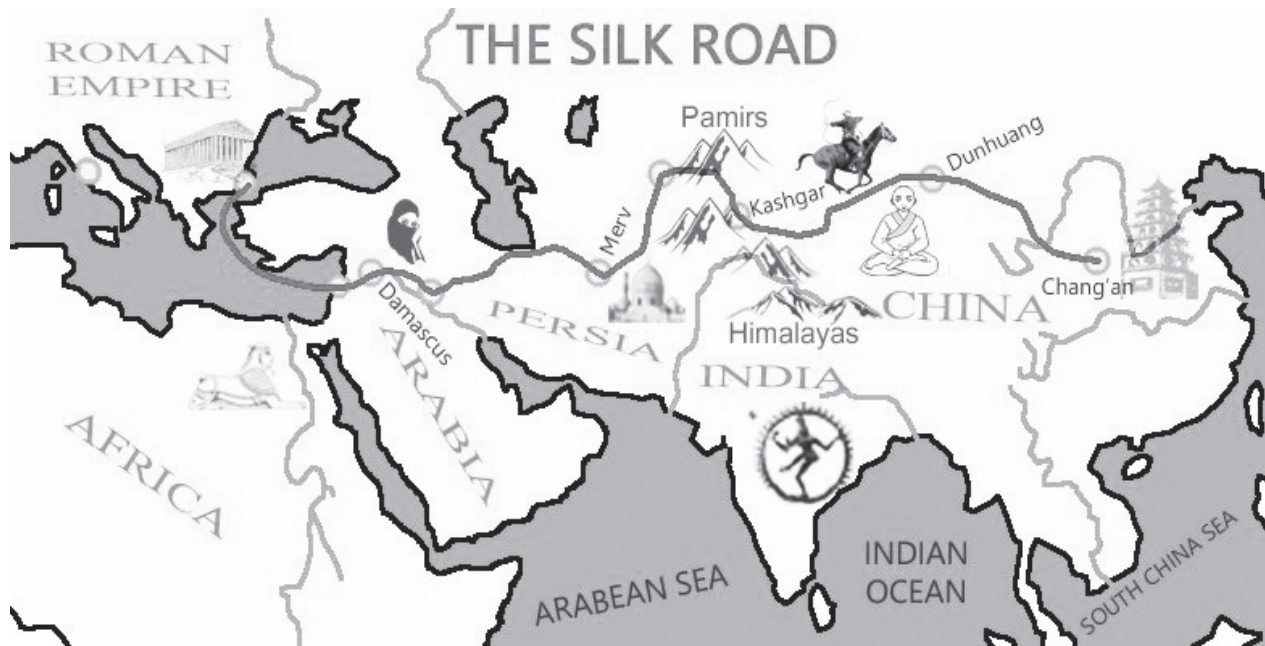 THE SILK ROAD
ROMAN
EMPIRE
Pamirs
Dunhuang
Kashgar
Merv
Chang'an
Damascus
PERSIA
CHINA
Himalayas
ARABIA
INDIA
AFRICA
INDIAN
OCEAN
ARABEAN SEA
SOUTH CHINA SEA